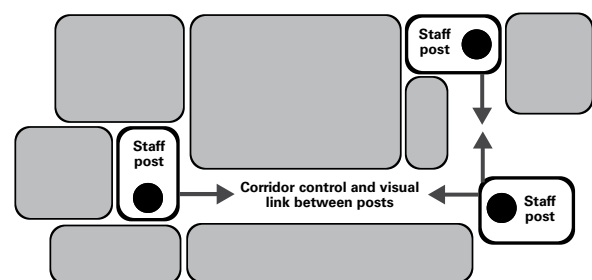 Staff
post
Staff
post
Corridor control and visual
link between posts
Staff
post